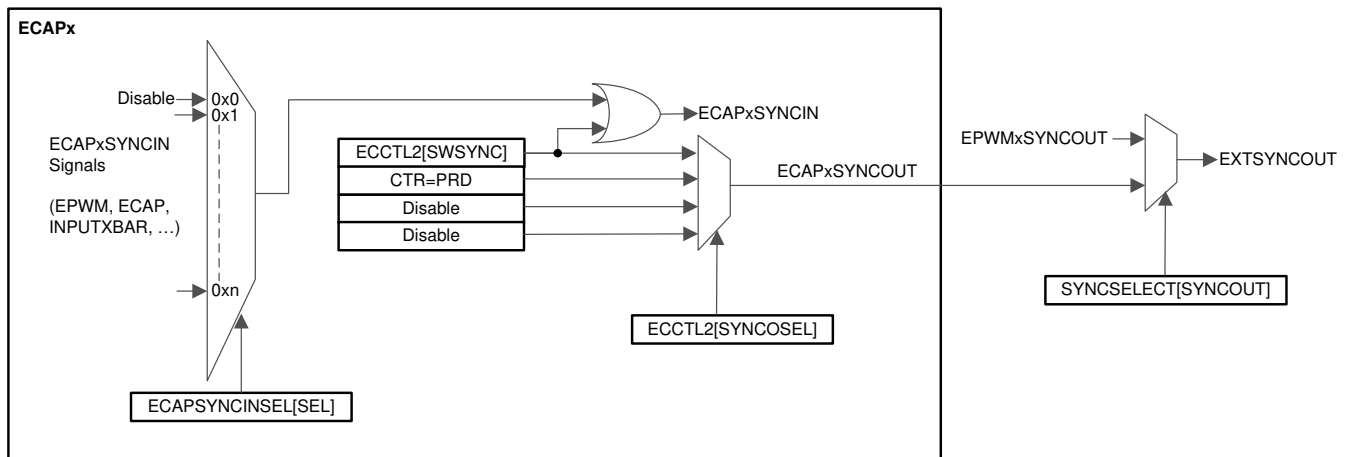 ECAPx
Disable
0x0
0x1
ECAPxSYNCIN
Signals
(EPWM, ECAP,
INPUTXBAR, …)
0xn
ECAPSYNCINSEL[SEL]
ECAPxSYNCIN
ECCTL2[SWSYNC]
CTR=PRD
Disable
Disable
ECAPxSYNCOUT
ECCTL2[SYNCOSEL]
EPWMxSYNCOUT
EXTSYNCOUT
SYNCSELECT[SYNCOUT]